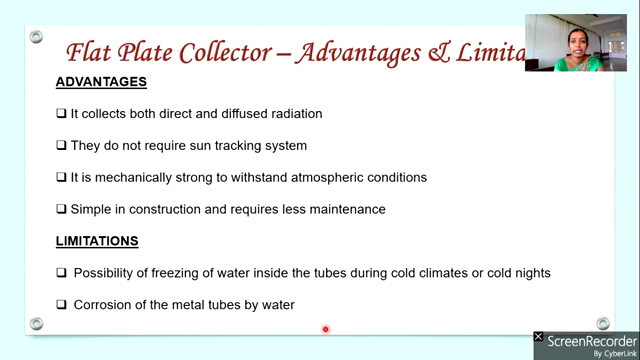 Flat Plate Collector – Advantages & Limita
ADVANTAGES
❑ It collects both direct and diffused radiation
❑ They do not require sun tracking system
❑ It is mechanically strong to withstand atmospheric conditions
❑ Simple in construction and requires less maintenance
LIMITATIONS
❑ Possibility of freezing of water inside the tubes during cold climates or cold nights
❑ Corrosion of the metal tubes by water
ScreenRecorder
By CyberLink